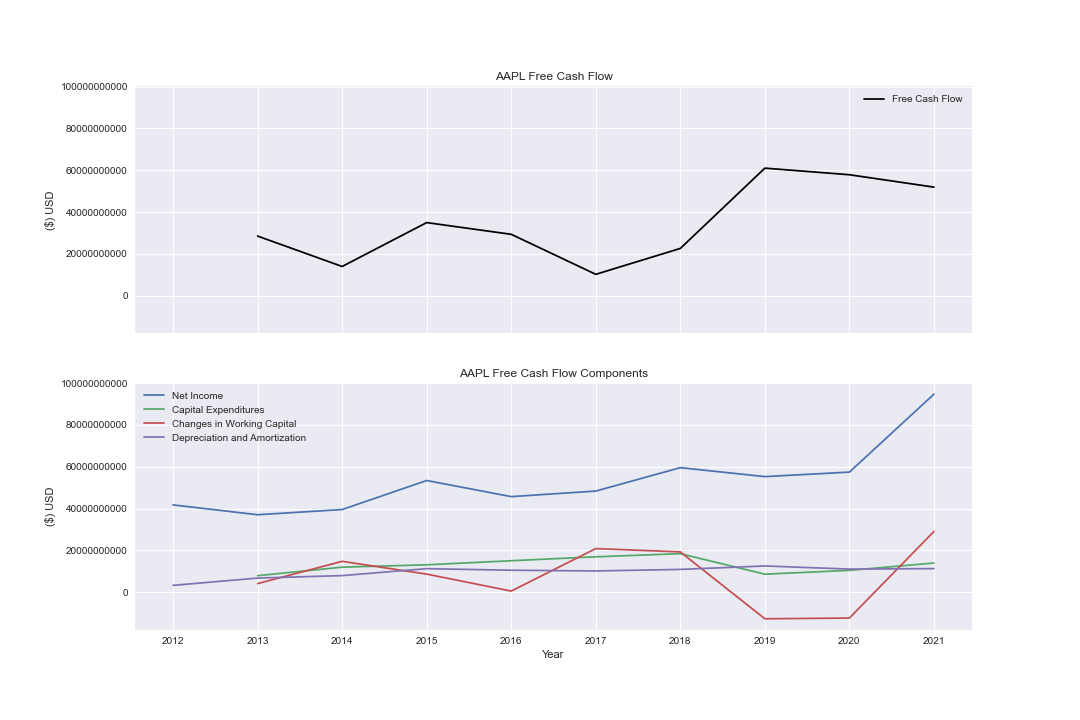 AAPL Free Cash Flow
100000000000
80000000000
60000000000
40000000000
20000000000
0
($) USD
Free Cash Flow
AAPL Free Cash Flow Components
100000000000
80000000000
60000000000
40000000000
20000000000
0
($) USD
Net Income
Capital Expenditures
Changes in Working Capital
Depreciation and Amortization
2012 2013 2014 2015 2016 2017 2018 2019 2020 2021
Year